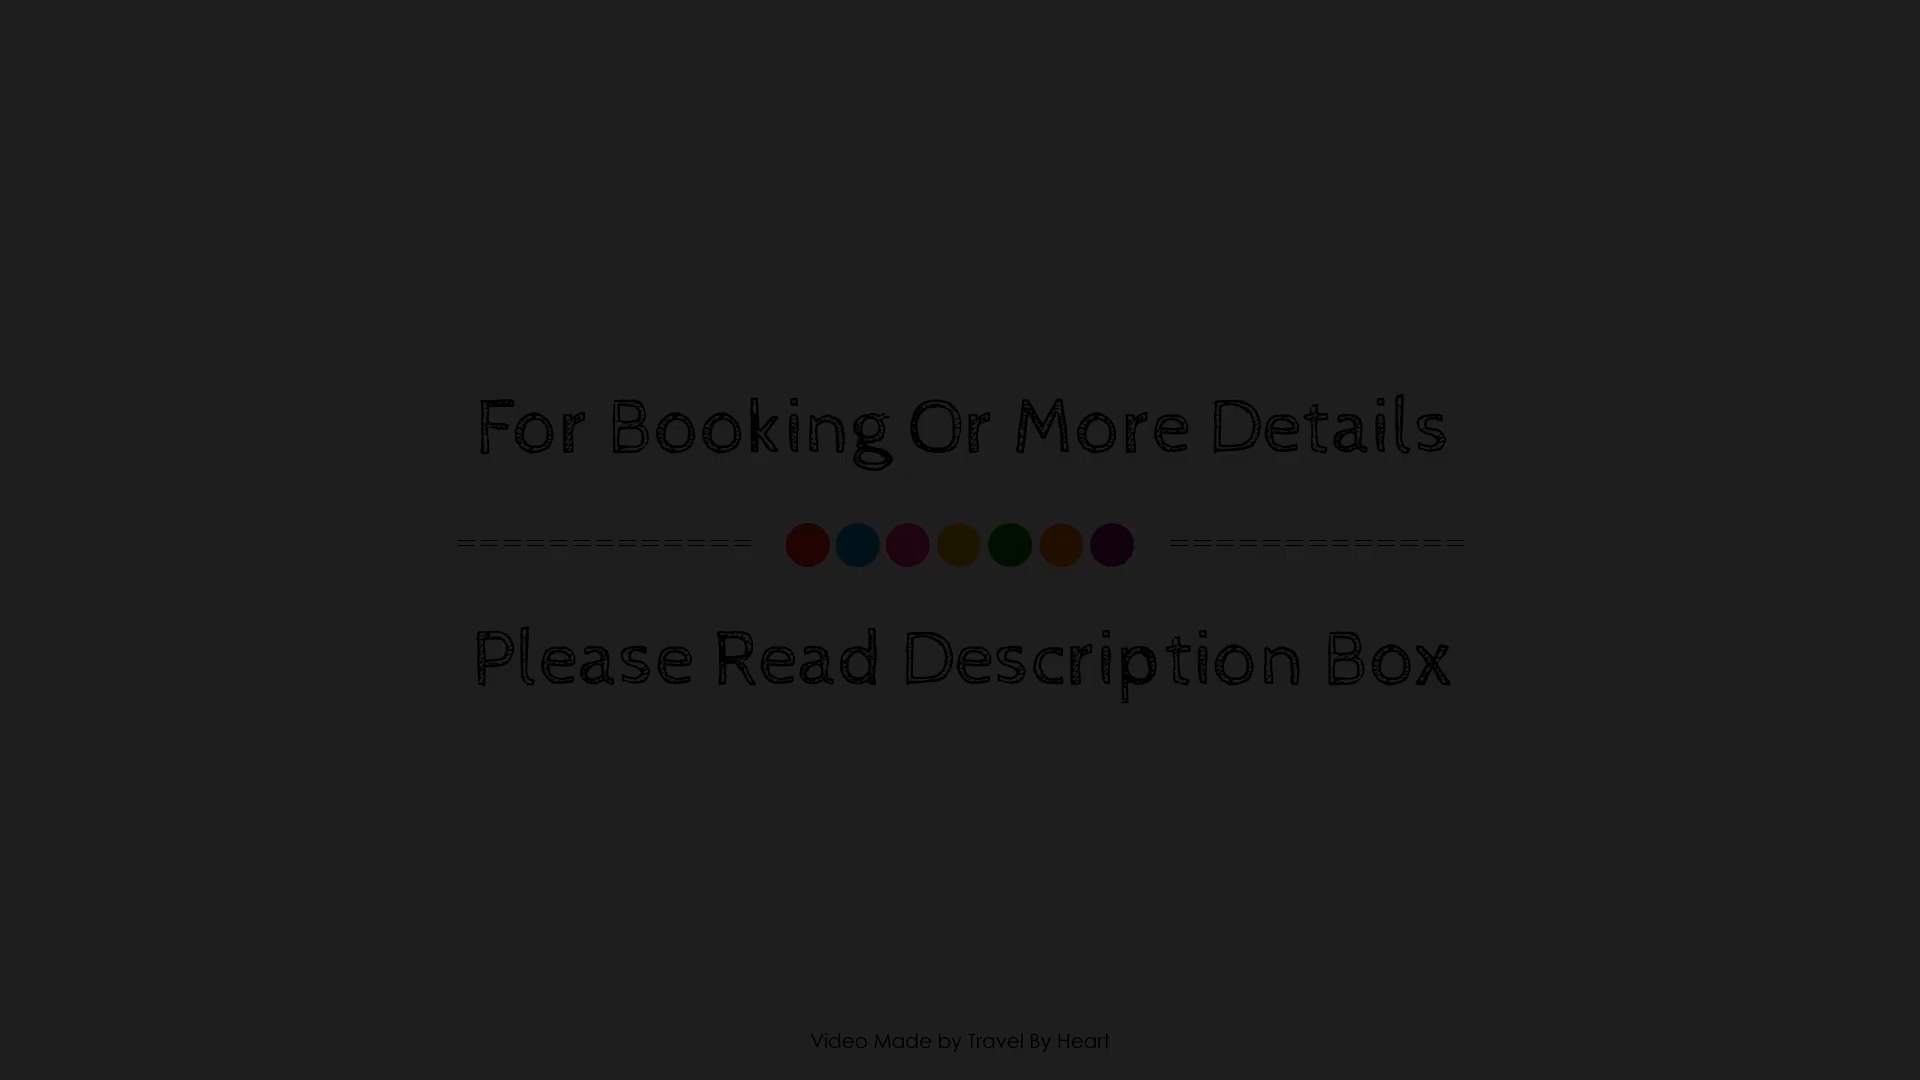 For Booking Or More Details
============= =============
Please Read Description Box
Video Made by Travel By Heart